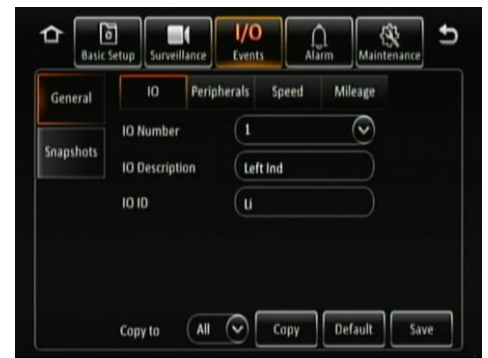 I/O
Basic Setup Surveillance Events Alarm Maintenance
General IO Peripherals Speed Mileage
IO Number 1
Snapshots
IO Description Left Ind
IO ID Li
Copy to All Copy Default Save